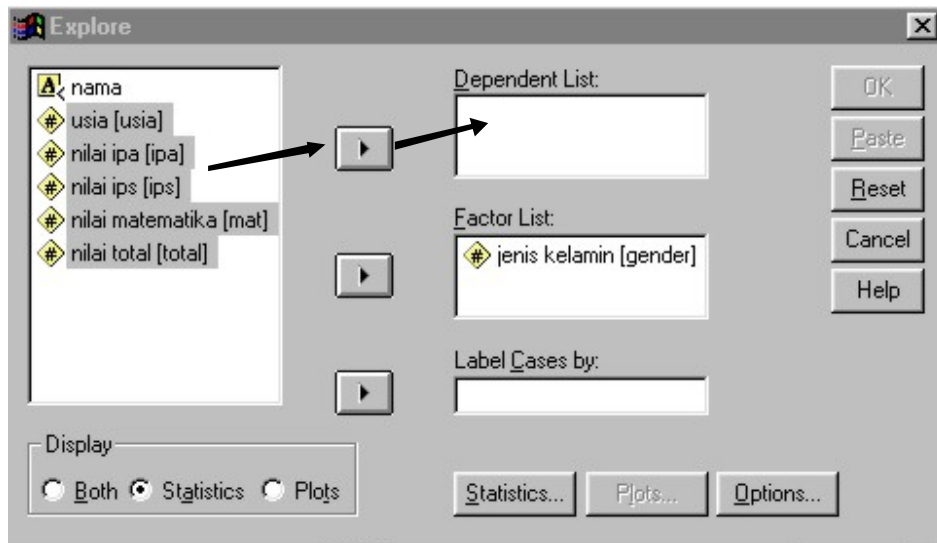 Explore
nama
usia [usia]
nilai ipa [ipa]
nilai ips [ips]
nilai matematika [mat]
nilai total [total]
Dependent List:
Factor List:
jenis kelamin [gender]
Label Cases by:
OK
Paste
Reset
Cancel
Help
Display
Both Statistics Plots
Statistics... Plots... Options...